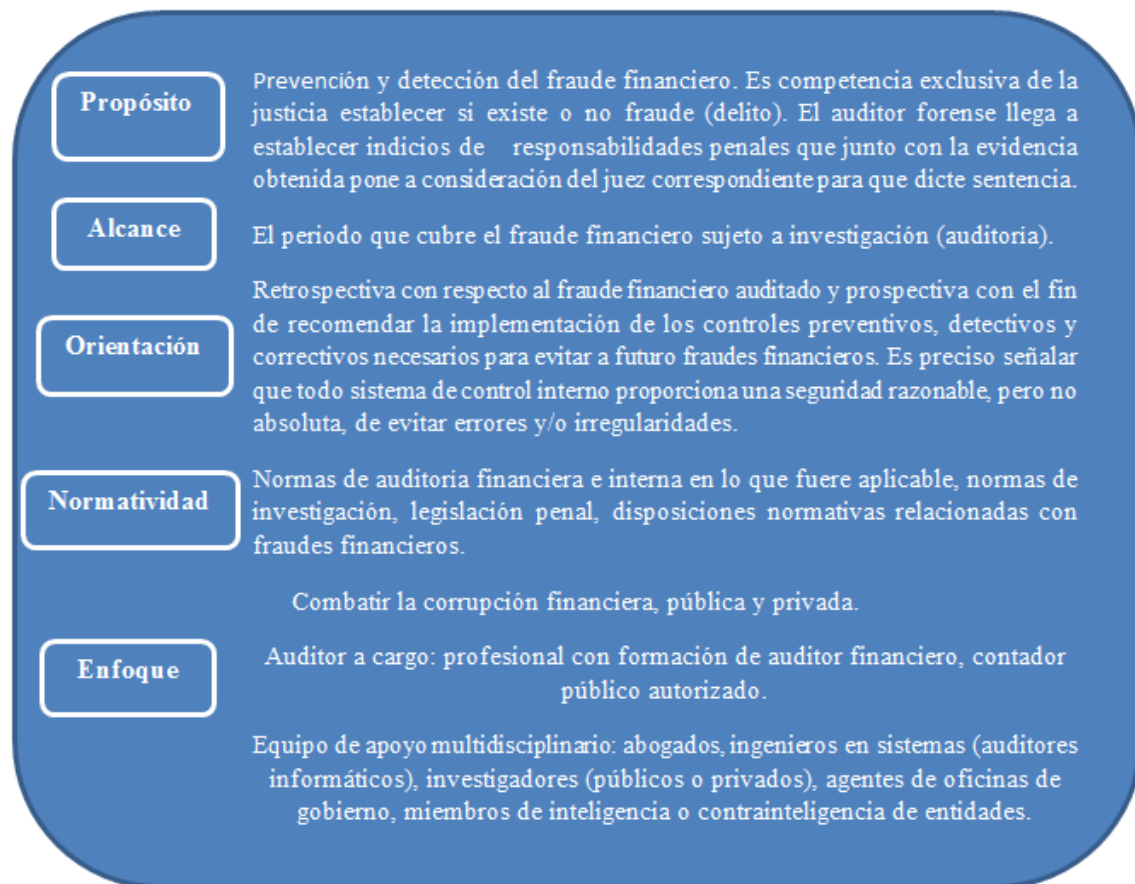 Propósito
Prevención y detección del fraude financiero. Es competencia exclusiva de la
justicia establecer si existe o no fraude (delito). El auditor forense llega a
establecer indicios de responsabilidades penales que junto con la evidencia
obtenida pone a consideración del juez correspondiente para que dicte sentencia.
Alcance
El periodo que cubre el fraude financiero sujeto a investigación (auditoría).
Orientación
Retrospectiva con respecto al fraude financiero auditado y prospectiva con el fin
de recomendar la implementación de los controles preventivos, detectivos y
correctivos necesarios para evitar a futuro fraudes financieros. Es preciso señalar
que todo sistema de control interno proporciona una seguridad razonable, pero no
absoluta, de evitar errores y/o irregularidades.
Normatividad
Normas de auditoría financiera e interna en lo que fuere aplicable, normas de
investigación, legislación penal, disposiciones normativas relacionadas con
fraudes financieros.
Enfoque
Combatir la corrupción financiera, pública y privada.
Auditor a cargo: profesional con formación de auditor financiero, contador
público autorizado.
Equipo de apoyo multidisciplinario: abogados, ingenieros en sistemas (auditores
informáticos), investigadores (públicos o privados), agentes de oficinas de
gobierno, miembros de inteligencia o contrainteligencia de entidades.